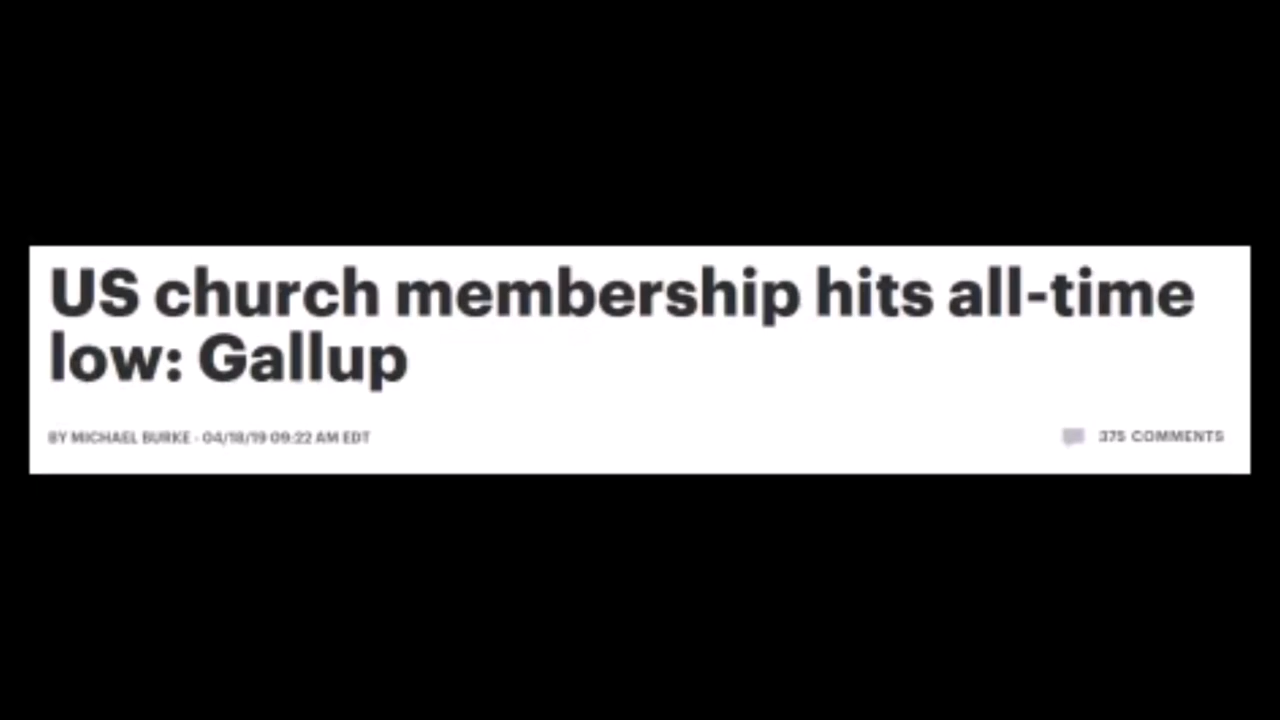 US church membership hits all-time
low: Gallup
BY MICHAEL BURKE - 04/18/19 09:22 AM EDT
375 COMMENTS